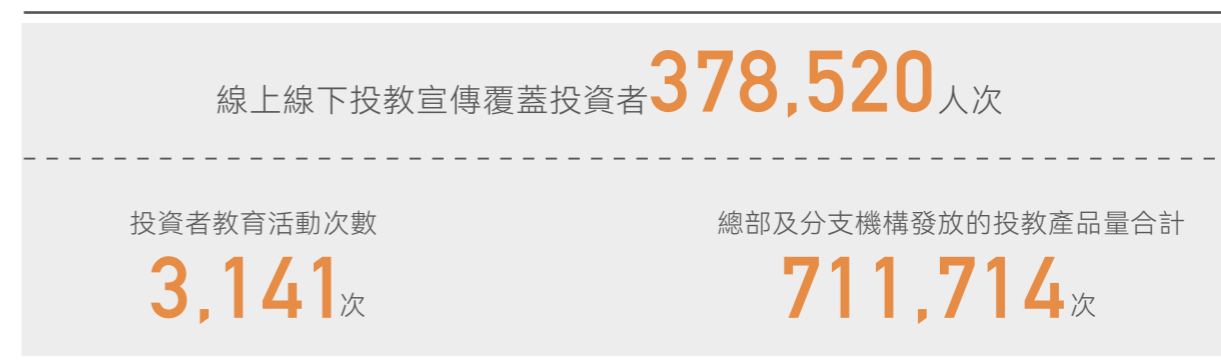 線上線下投教宣傳覆蓋投資者378,520人次
投資者教育活動次數
總部及分支機構發放的投教產品量合計
3,141次
711,714次